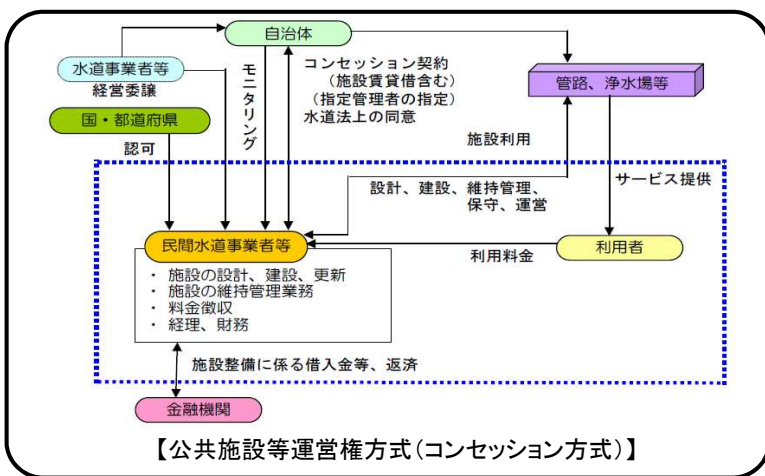 自治体
水道事業者等
経営委譲
国・都道府県
認可
モニタリング
コンセッション契約
(施設賃貸借含む)
(指定管理者の指定)
水道法上の同意
管路、浄水場等
施設利用
サービス提供
設計、建設、維持管理、
保守、運営
民間水道事業者等
利用料金
利用者
・ 施設の設計、建設、更新
・ 施設の維持管理業務
・ 料金徴収
・ 経理、財務
施設整備に係る借入金等、返済
金融機関
【公共施設等運営権方式(コンセッション方式)】